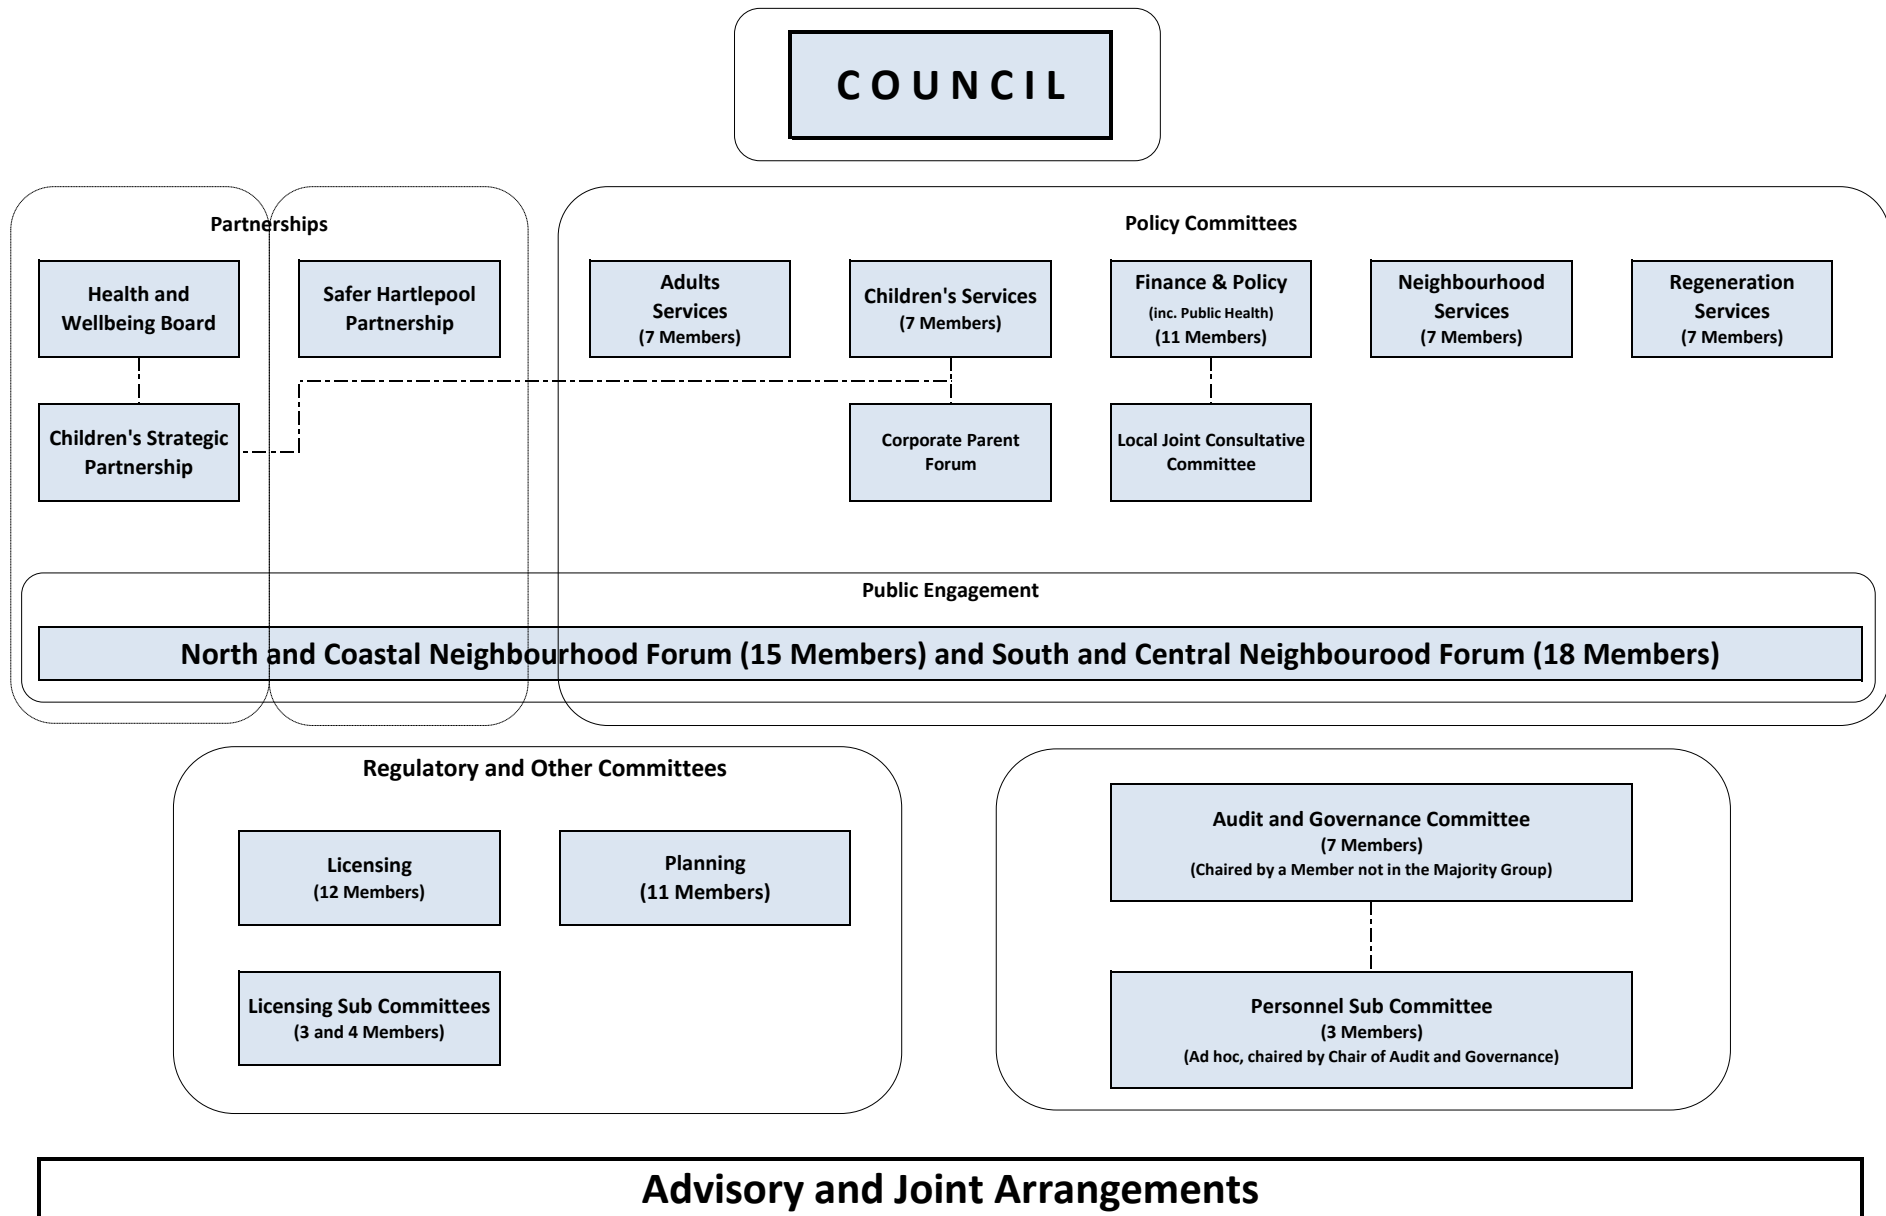 C O U N C I L
Partnerships
Policy Committees
Health and
Wellbeing Board
Safer Hartlepool
Partnership
Adults
Services
(7 Members)
Children's Services
(7 Members)
Finance & Policy
(inc. Public Health)
(11 Members)
Neighbourhood
Services
(7 Members)
Regeneration
Services
(7 Members)
Children's Strategic
Partnership
Corporate Parent
Forum
Local Joint Consultative
Committee
Public Engagement
North and Coastal Neighbourhood Forum (15 Members) and South and Central Neighbourood Forum (18 Members)
Regulatory and Other Committees
Licensing
(12 Members)
Planning
(11 Members)
Licensing Sub Committees
(3 and 4 Members)
Audit and Governance Committee
(7 Members)
(Chaired by a Member not in the Majority Group)
Personnel Sub Committee
(3 Members)
(Ad hoc, chaired by Chair of Audit and Governance)
Advisory and Joint Arrangements